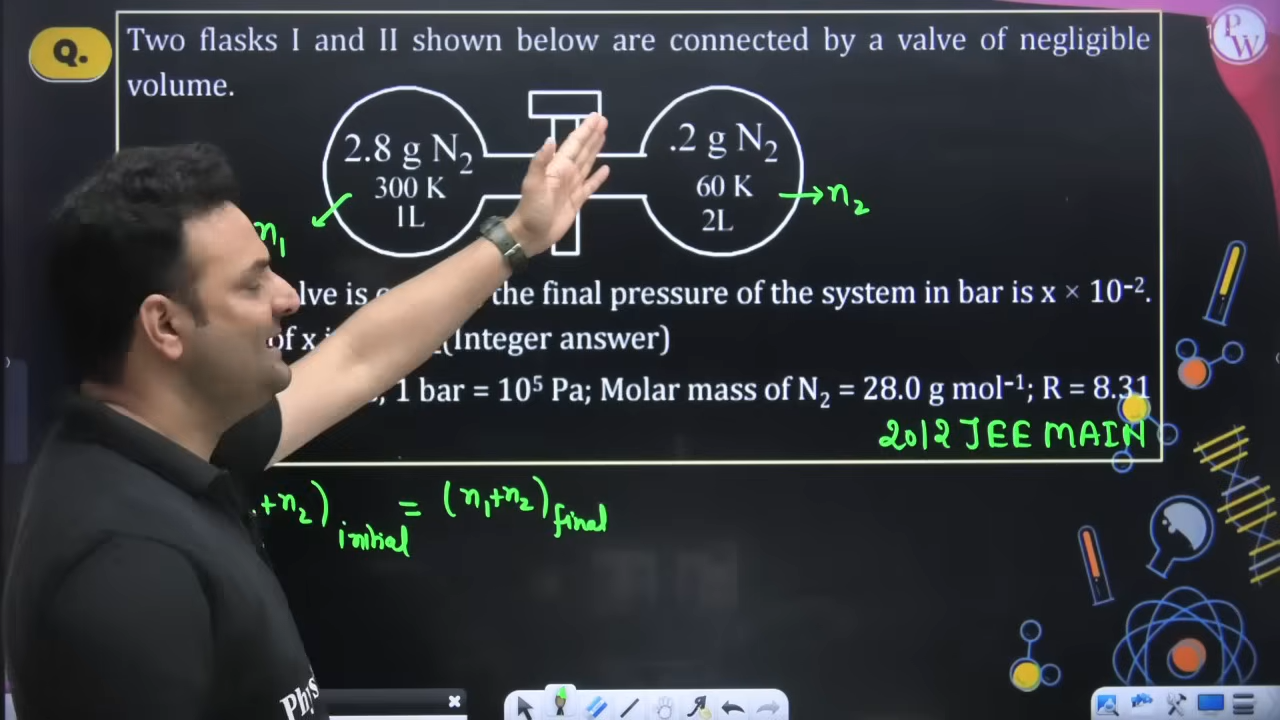 Q.
Two flasks I and II shown below are connected by a valve of negligible
volume.
PW
2.8 g N₂
300 K
1L
.2 g N₂
60 K
2L
n₁
→n₂
the final pressure of the system in bar is x × 10⁻².
of x (Integer answer)
1 bar = 10⁵ Pa; Molar mass of N₂ = 28.0 g mol⁻¹; R = 8.31
2012 JEE MAIN
+n₂) initial = (n₁+n₂) final